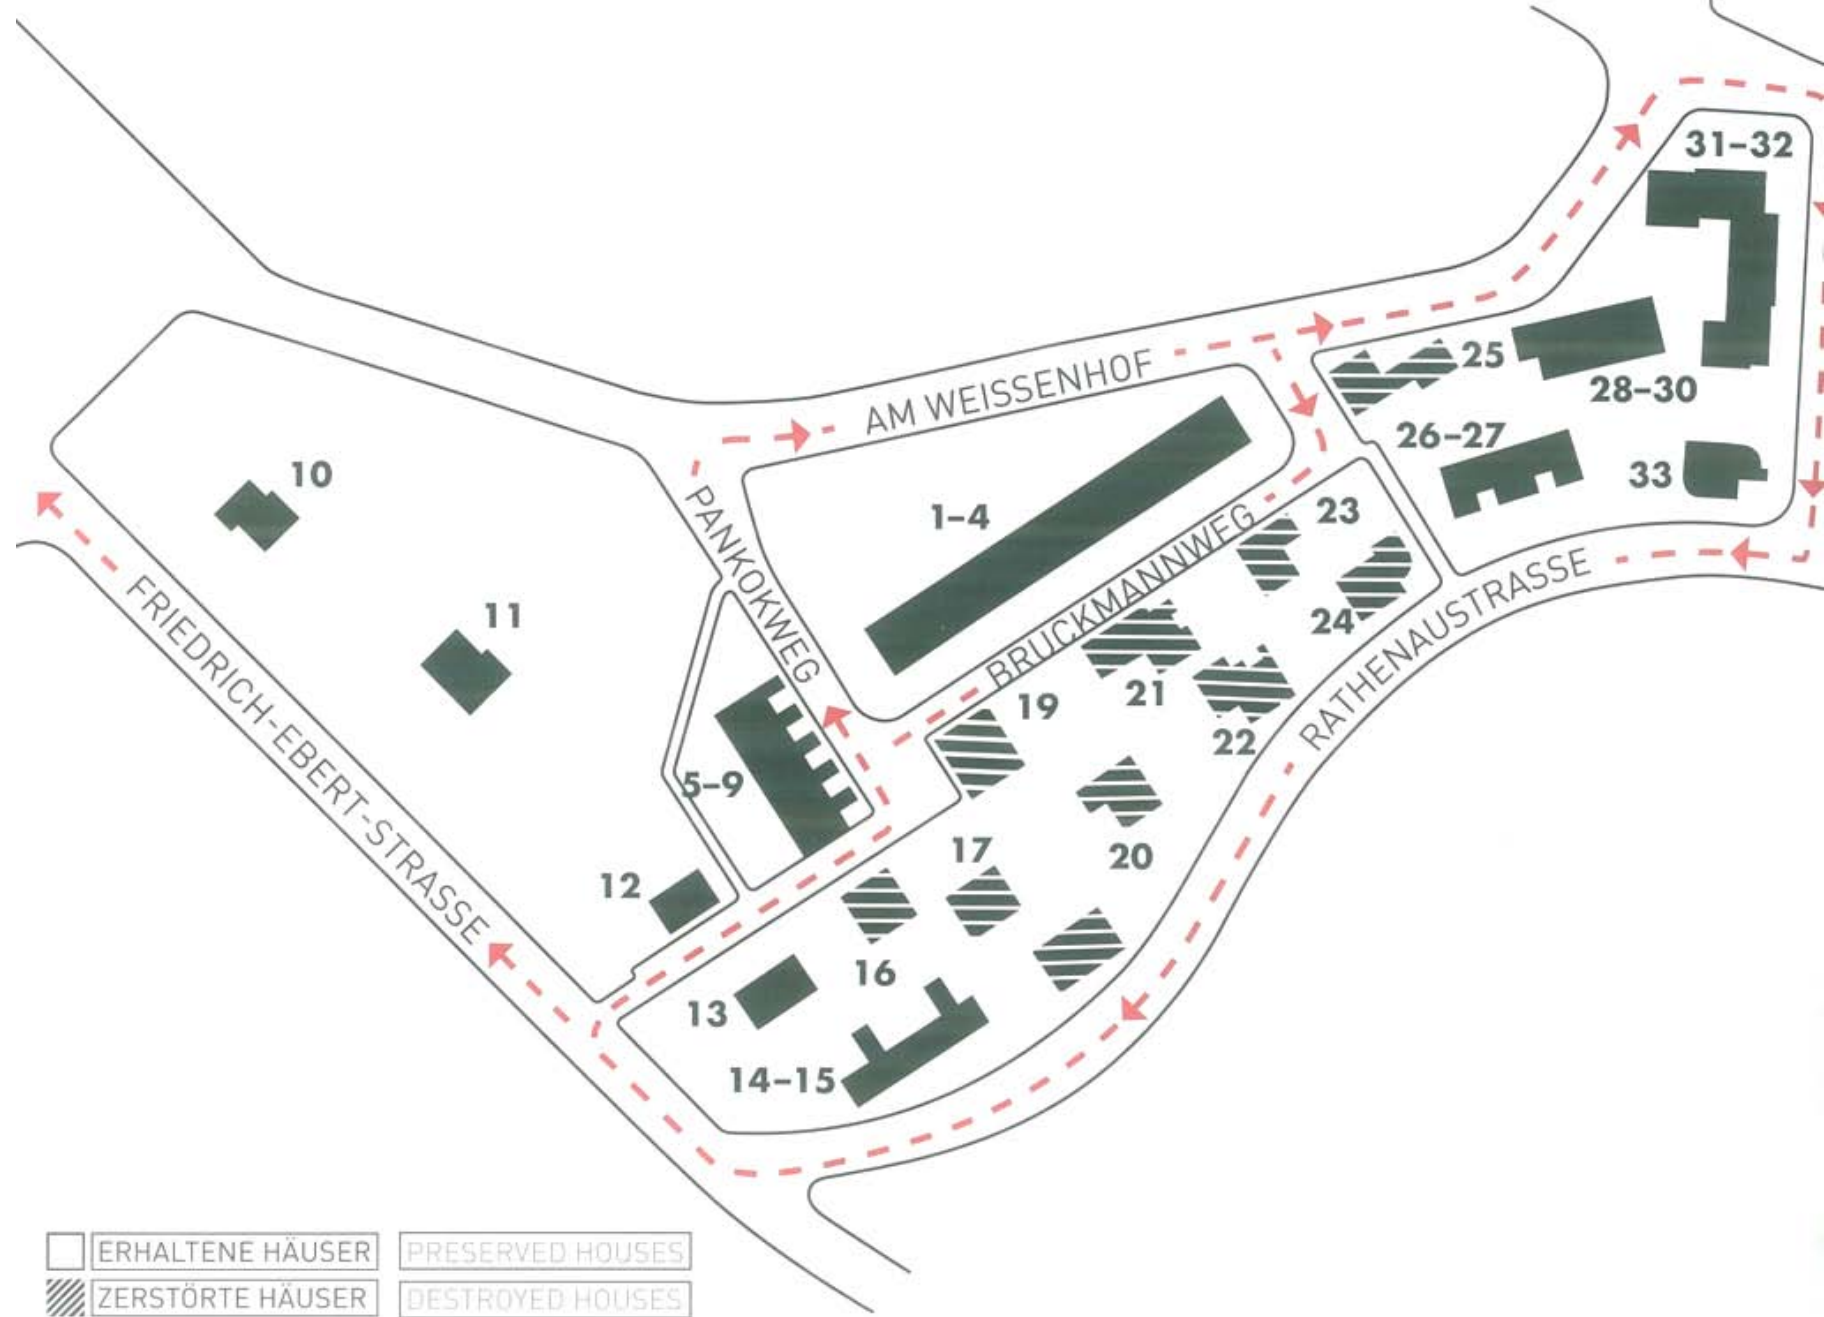 31–32
25
28–30
AM WEISSENHOF
26–27
33
10
1–4
23
PANKOKWEG
BRUCKMANNWEG
24
RATHENAUSTRASSE
11
FRIEDRICH-EBERT-STRASSE
21
19
22
5–9
17
20
12
16
13
14–15
ERHALTENE HÄUSER PRESERVED HOUSES
ZERSTÖRTE HÄUSER DESTROYED HOUSES